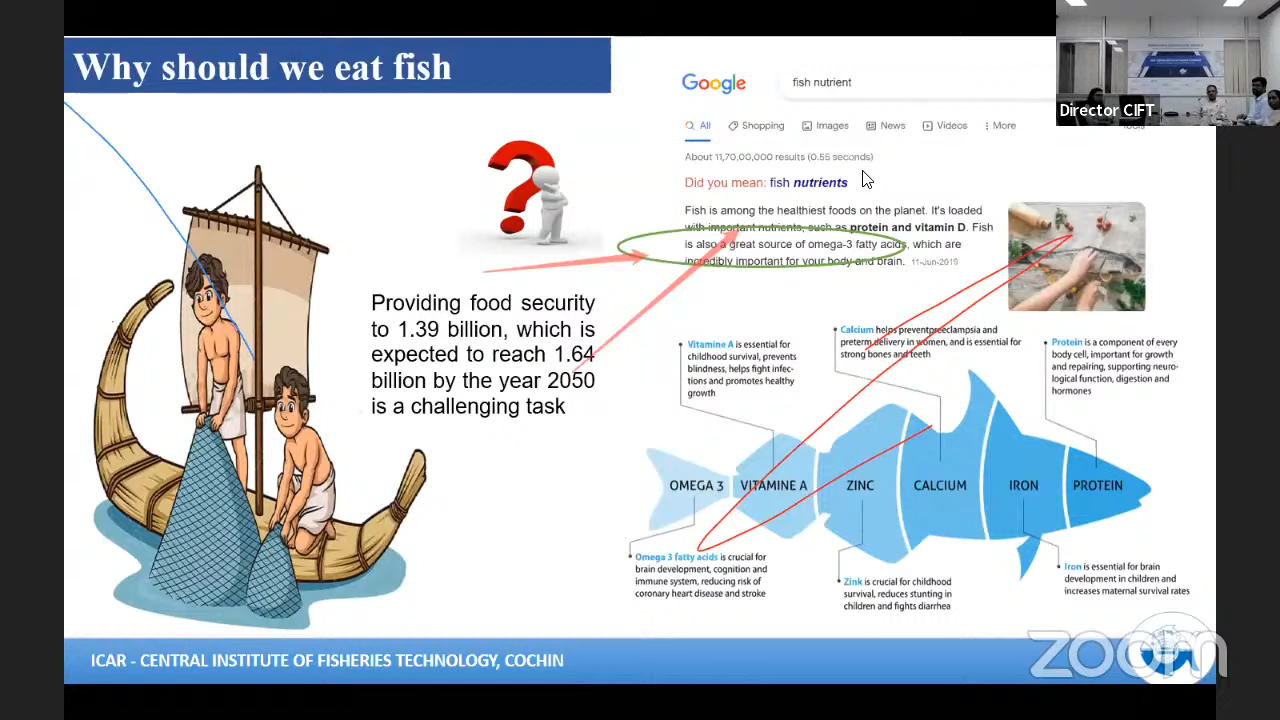 Why should we eat fish
Providing food security
to 1.39 billion, which is
expected to reach 1.64
billion by the year 2050
is a challenging task
Google
fish nutrient
All Shopping Images News Videos More
Tools
About 11,70,00,000 results (0.55 seconds)
Did you mean: fish nutrients
Fish is among the healthiest foods on the planet. It's loaded
with important nutrients, such as protein and vitamin D. Fish
is also a great source of omega-3 fatty acids, which are
incredibly important for your body and brain. 11-Jun-2019
Director CIFT
Vitamine A is essential for
childhood survival, prevents
blindness, helps fight infec-
tions and promotes healthy
growth
Calcium helps preventpreeclampsia and
preterm delivery in women, and is essential for
strong bones and teeth
Protein is a component of every
body cell, important for growth
and repairing, supporting neuro-
logical function, digestion and
hormones
OMEGA 3 VITAMINE A ZINC CALCIUM IRON PROTEIN
Omega 3 fatty acids is crucial for
brain development, cognition and
immune system, reducing risk of
coronary heart disease and stroke
Zink is crucial for childhood
survival, reduces stunting in
children and fights diarrhea
Iron is essential for brain
development in children and
increases maternal survival rates
ICAR - CENTRAL INSTITUTE OF FISHERIES TECHNOLOGY, COCHIN
zoom